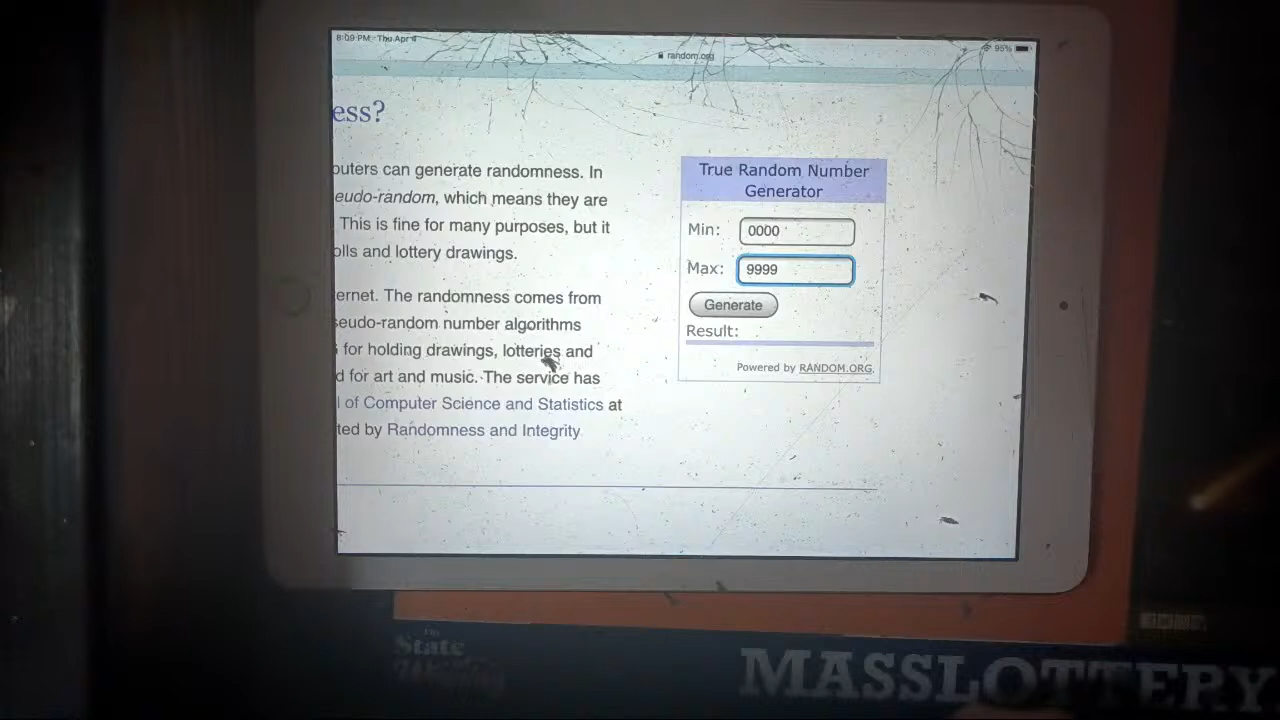 8:09 PM Thu Apr 4
random.org
95%
ess?
puters can generate randomness. In
eudo-random, which means they are
This is fine for many purposes, but it
olls and lottery drawings.
ernet. The randomness comes from
seudo-random number algorithms
for holding drawings, lotteries and
d for art and music. The service has
l of Computer Science and Statistics at
ted by Randomness and Integrity
True Random Number
Generator
Min: 0000
Max: 9999
Generate
Result:
Powered by RANDOM.ORG.
The
State
MASSLOTTERY